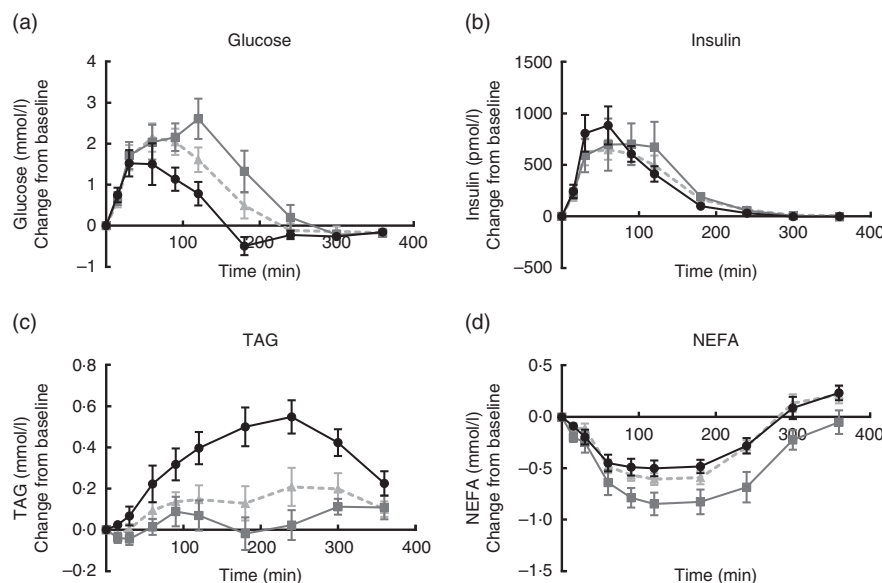 (a)
Glucose
Glucose (mmol/l)
Change from baseline
4
3
2
1
0
–1
100
200
300
400
Time (min)
(b)
Insulin
Insulin (pmol/l)
Change from baseline
1500
1000
500
0
–500
100
200
300
400
Time (min)
(c)
TAG
TAG (mmol/l)
Change from baseline
0·8
0·6
0·4
0·2
0·0
–0·2
100
200
300
400
Time (min)
(d)
NEFA
NEFA (mmol/l)
Change from baseline
0·5
0·0
–0·5
–1·0
–1·5
100
200
300
400
Time (min)